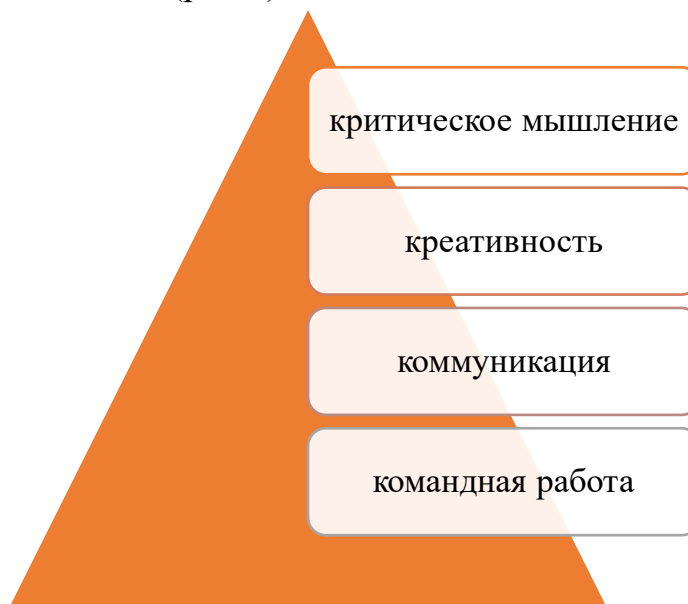 критическое мышление
креативность
коммуникация
командная работа